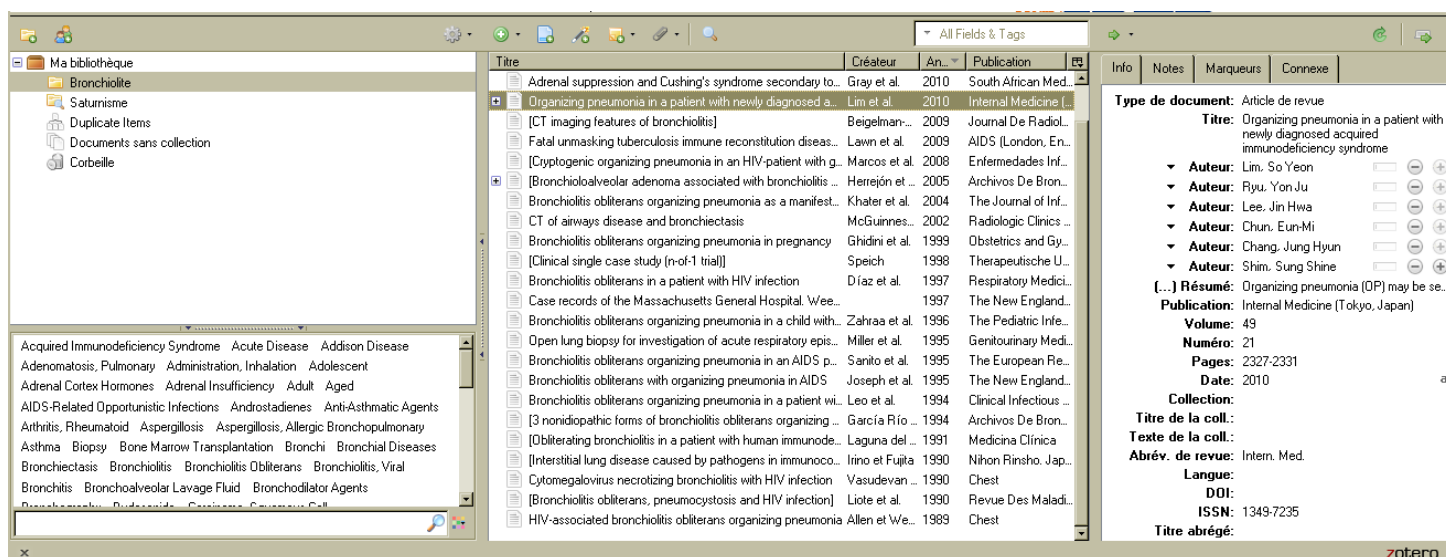 All Fields & Tags
Ma bibliothèque
Bronchiolite
Saturnisme
Duplicate Items
Documents sans collection
Corbeille
Acquired Immunodeficiency Syndrome Acute Disease Addison Disease
Adenomatosis, Pulmonary Administration, Inhalation Adolescent
Adrenal Cortex Hormones Adrenal Insufficiency Adult Aged
AIDS-Related Opportunistic Infections Androstadienes Anti-Asthmatic Agents
Arthritis, Rheumatoid Aspergillosis Aspergillosis, Allergic Bronchopulmonary
Asthma Biopsy Bone Marrow Transplantation Bronchi Bronchial Diseases
Bronchiectasis Bronchiolitis Bronchiolitis Obliterans Bronchiolitis, Viral
Bronchitis Bronchoalveolar Lavage Fluid Bronchodilator Agents
Titre Créateur An... Publication
Adrenal suppression and Cushing's syndrome secondary to... Gray et al. 2010 South African Med...
Organizing pneumonia in a patient with newly diagnosed a... Lim et al. 2010 Internal Medicine (...
[CT imaging features of bronchiolitis] Beigelman-... 2009 Journal De Radiol...
Fatal unmasking tuberculosis immune reconstitution diseas... Lawn et al. 2009 AIDS (London, En...
[Cryptogenic organizing pneumonia in an HIV-patient with g... Marcos et al. 2008 Enfermedades Inf...
[Bronchioloalveolar adenoma associated with bronchiolitis ... Herrejón et ... 2005 Archivos De Bron...
Bronchiolitis obliterans organizing pneumonia as a manifest... Khater et al. 2004 The Journal of Inf...
CT of airways disease and bronchiectasis McGuinnes... 2002 Radiologic Clinics ...
Bronchiolitis obliterans organizing pneumonia in pregnancy Ghidini et al. 1999 Obstetrics and Gy...
[Clinical single case study (n-of-1 trial)] Speich 1998 Therapeutische U...
Bronchiolitis obliterans in a patient with HIV infection Díaz et al. 1997 Respiratory Medici...
Case records of the Massachusetts General Hospital. Wee... 1997 The New England...
Bronchiolitis obliterans organizing pneumonia in a child with... Zahraa et al. 1996 The Pediatric Infe...
Open lung biopsy for investigation of acute respiratory epis... Miller et al. 1995 Genitourinary Medi...
Bronchiolitis obliterans organizing pneumonia in an AIDS p... Sanito et al. 1995 The European Re...
Bronchiolitis obliterans with organizing pneumonia in AIDS Joseph et al. 1995 The New England...
Bronchiolitis obliterans organizing pneumonia in a patient wi... Leo et al. 1994 Clinical Infectious ...
[3 nonidiopathic forms of bronchiolitis obliterans organizing ... García Río ... 1994 Archivos De Bron...
[Obliterating bronchiolitis in a patient with human immunode... Laguna del ... 1991 Medicina Clínica
[Interstitial lung disease caused by pathogens in immunoco... Irino et Fujita 1990 Nihon Rinsho. Jap...
Cytomegalovirus necrotizing bronchiolitis with HIV infection Vasudevan ... 1990 Chest
[Bronchiolitis obliterans, pneumocystis and HIV infection] Liote et al. 1990 Revue Des Maladi...
HIV-associated bronchiolitis obliterans organizing pneumonia Allen et We... 1989 Chest
Info Notes Marqueurs Connexe
Type de document: Article de revue
Titre: Organizing pneumonia in a patient with
newly diagnosed acquired
immunodeficiency syndrome
Auteur: Lim, So Yeon
Auteur: Ryu, Yon Ju
Auteur: Lee, Jin Hwa
Auteur: Chun, Eun-Mi
Auteur: Chang, Jung Hyun
Auteur: Shim, Sung Shine
(...) Résumé: Organizing pneumonia (OP) may be se...
Publication: Internal Medicine (Tokyo, Japan)
Volume: 49
Numéro: 21
Pages: 2327-2331
Date: 2010
Collection:
Titre de la coll.:
Texte de la coll.:
Abrév. de revue: Intern. Med.
Langue:
DOI:
ISSN: 1349-7235
Titre abrégé:
zotero